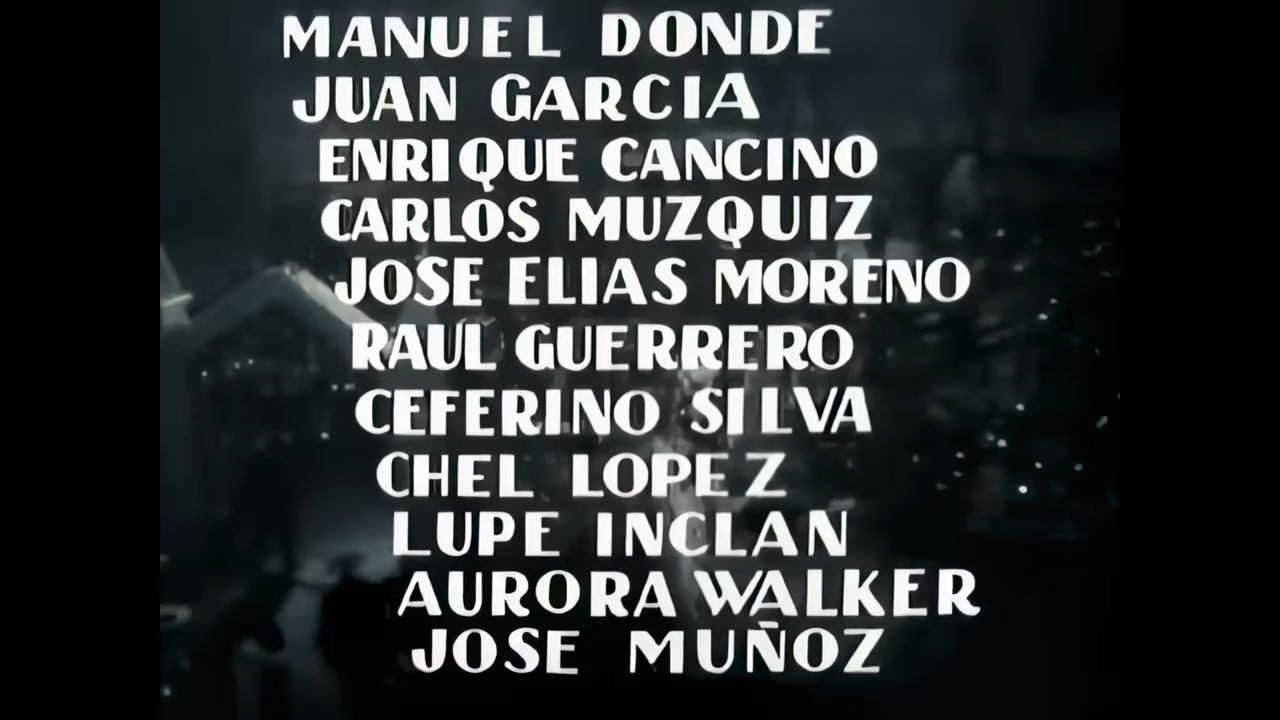 MANUEL DONDE
JUAN GARCIA
ENRIQUE CANCINO
CARLOS MUZQUIZ
JOSE ELIAS MORENO
RAUL GUERRERO
CEFERINO SILVA
CHEL LOPEZ
LUPE INCLAN
AURORA WALKER
JOSE MUÑOZ